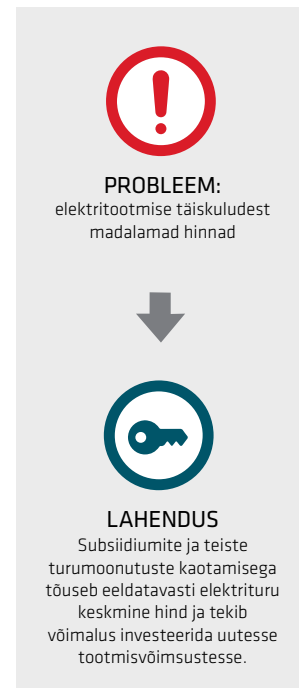 PROBLEEM:
elektritootmise täiskuludest
madalamad hinnad
LAHENDUS
Subsiidiumite ja teiste
turumoonutuste kaotamisega
tõuseb eeldatavasti elektrituru
keskmine hind ja tekib
võimalus investeerida uutesse
tootmisvõimsustesse.